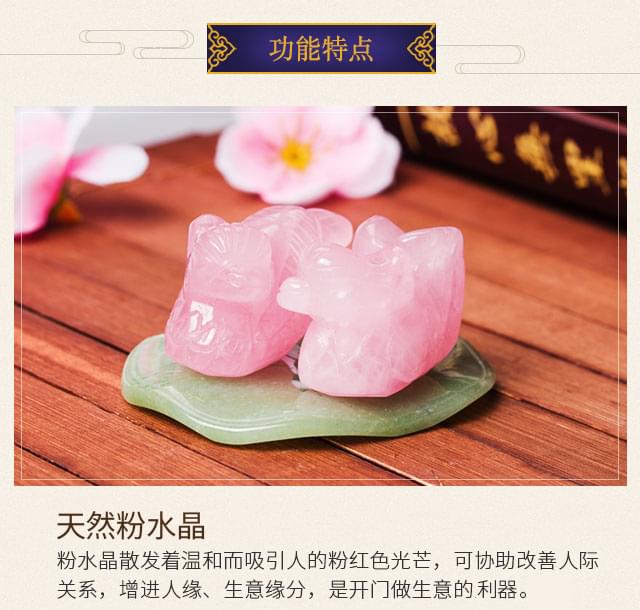 功能特点
天然粉水晶
粉水晶散发着温和而吸引人的粉红色光芒，可协助改善人际
关系，增进人缘、生意缘分，是开门做生意的利器。